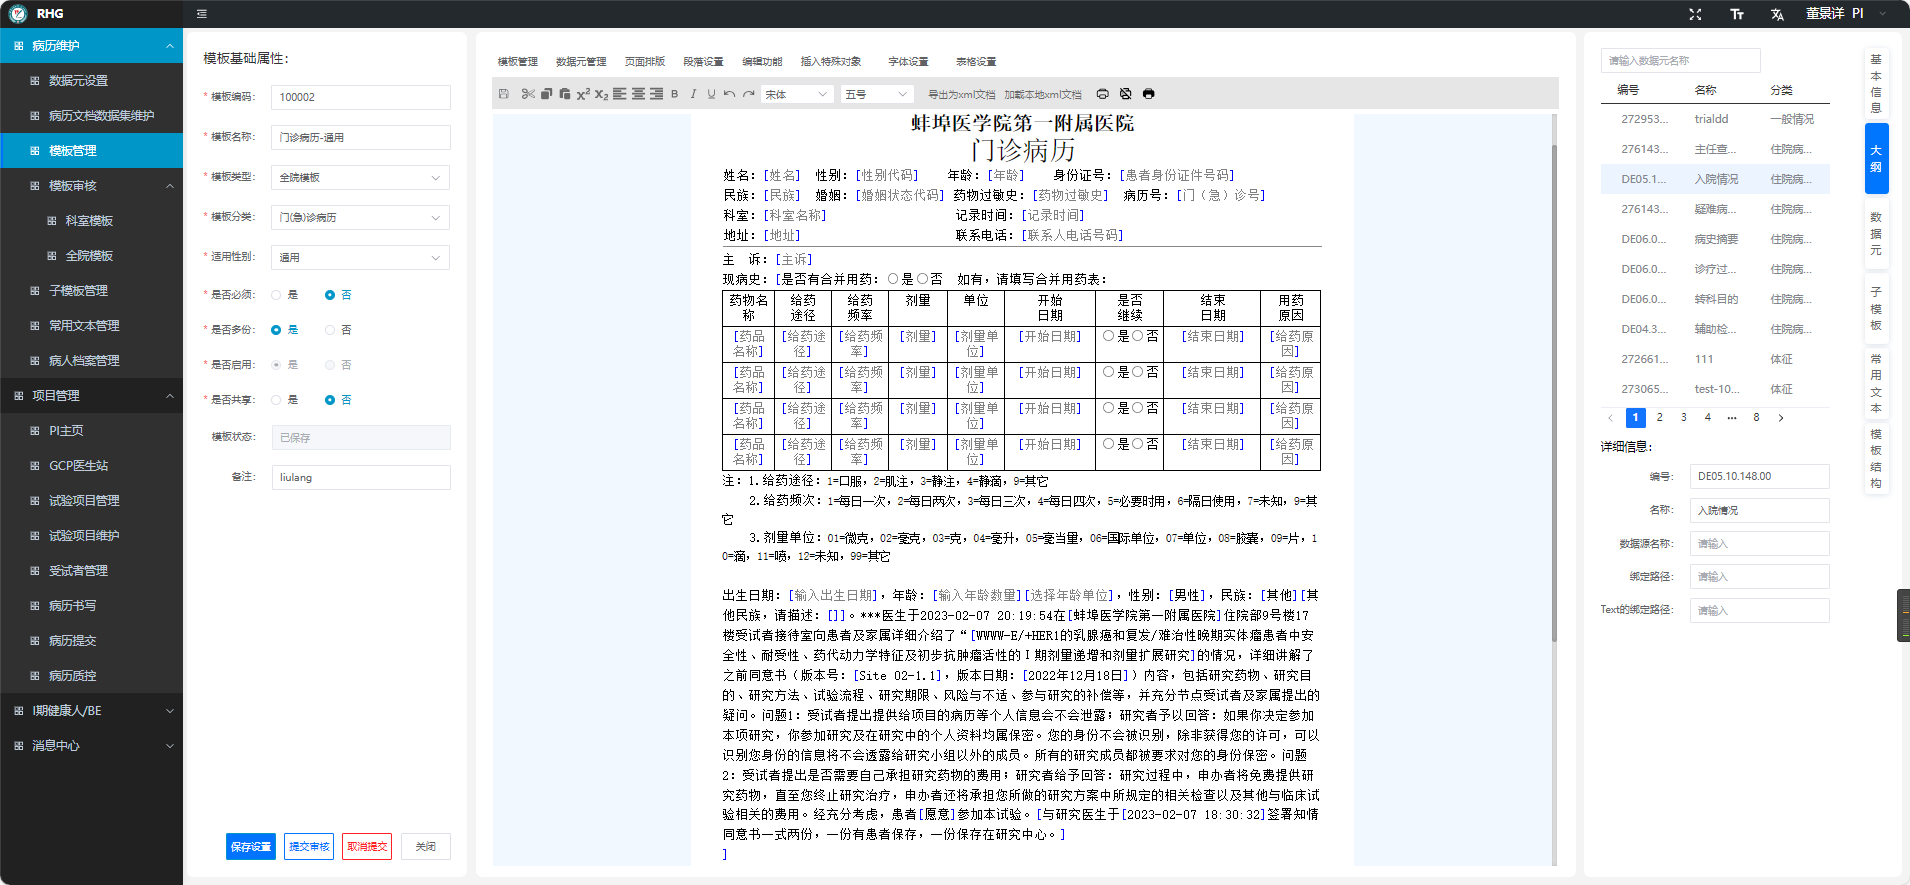 RHG
董景详 PI
病历维护
数据元设置
病历文档数据集维护
模板管理
模板审核
科室模板
全院模板
子模板管理
常用文本管理
病人档案管理
项目管理
PI主页
GCP医生站
试验项目管理
试验项目维护
受试者管理
病历书写
病历提交
病历质控
I期健康人/BE
消息中心
模板基础属性：
* 模板编码： 100002
* 模板名称： 门诊病历-通用
* 模板类型： 全院模板
* 模板分类： 门(急)诊病历
* 适用性别： 通用
* 是否必须： 是 否
* 是否多份： 是 否
* 是否启用： 是 否
* 是否共享： 是 否
模板状态： 已保存
备注： liulang
保存设置 提交审核 取消提交 关闭
模板管理 数据元管理 页面排版 段落设置 编辑功能 插入特殊对象 字体设置 表格设置
宋体 五号 导出为xml文档 加载本地xml文档
蚌埠医学院第一附属医院
门诊病历
姓名：[姓名] 性别：[性别代码] 年龄：[年龄] 身份证号：[患者身份证件号码]
民族：[民族] 婚姻：[婚姻状态代码] 药物过敏史：[药物过敏史] 病历号：[门（急）诊号]
科室：[科室名称] 记录时间：[记录时间]
地址：[地址] 联系电话：[联系人电话号码]
主 诉：[主诉]
现病史：[是否有合并用药：○是○否 如有，请填写合并用药表：
药物名称 给药途径 给药频率 剂量 单位 开始日期 是否继续 结束日期 用药原因
[药品名称] [给药途径] [给药频率] [剂量] [剂量单位] [开始日期] ○是○否 [结束日期] [给药原因]
[药品名称] [给药途径] [给药频率] [剂量] [剂量单位] [开始日期] ○是○否 [结束日期] [给药原因]
[药品名称] [给药途径] [给药频率] [剂量] [剂量单位] [开始日期] ○是○否 [结束日期] [给药原因]
[药品名称] [给药途径] [给药频率] [剂量] [剂量单位] [开始日期] ○是○否 [结束日期] [给药原因]
注：1.给药途径：1=口服，2=肌注，3=静注，4=静滴，9=其它
2.给药频次：1=每日一次，2=每日两次，3=每日三次，4=每日四次，5=必要时用，6=隔日使用，7=未知，9=其
它
3.剂量单位：01=微克，02=毫克，03=克，04=毫升，05=毫当量，06=国际单位，07=单位，08=胶囊，09=片，1
0=滴，11=喷，12=未知，99=其它
出生日期：[输入出生日期]，年龄：[输入年龄数量][选择年龄单位]，性别：[男性]，民族：[其他][其
他民族，请描述：[]]。***医生于2023-02-07 20:19:54在[蚌埠医学院第一附属医院]住院部9号楼17
楼受试者接待室向患者及家属详细介绍了“[WWWW-E/+HER1的乳腺癌和复发/难治性晚期实体瘤患者中安
全性、耐受性、药代动力学特征及初步抗肿瘤活性的Ⅰ期剂量递增和剂量扩展研究]的情况，详细讲解了
之前同意书（版本号：[Site 02-1.1]，版本日期：[2022年12月18日]）内容，包括研究药物、研究目
的、研究方法、试验流程、研究期限、风险与不适、参与研究的补偿等，并充分节点受试者及家属提出的
疑问。问题1：受试者提出提供给项目的病历等个人信息会不会泄露；研究者予以回答：如果你决定参加
本项研究，你参加研究及在研究中的个人资料均属保密。您的身份不会被识别，除非获得您的许可，可以
识别您身份的信息将不会透露给研究小组以外的成员。所有的研究成员都被要求对您的身份保密。问题
2：受试者提出是否需要自己承担研究药物的费用；研究者给予回答：研究过程中，申办者将免费提供研
究药物，直至您终止研究治疗，申办者还将承担您所做的研究方案中所规定的相关检查以及其他与临床试
验相关的费用。经充分考虑，患者[愿意]参加本试验。[与研究医生于[2023-02-07 18:30:32]签署知情
同意书一式两份，一份有患者保存，一份保存在研究中心。]
]
请输入数据元名称
编号 名称 分类
272953... trialdd 一般情况
276143... 主任查... 住院病...
DE05.1... 入院情况 住院病...
276143... 疑难病... 住院病...
DE06.0... 病史摘要 住院病...
DE06.0... 诊疗过... 住院病...
DE06.0... 转科目的 住院病...
DE04.3... 辅助检... 住院病...
272661... 111 体征
273065... test-10... 体征
1 2 3 4 ... 8
详细信息：
编号： DE05.10.148.00
名称： 入院情况
数据源名称： 请输入
绑定路径： 请输入
Text的绑定路径： 请输入
基本信息
大纲
数据元
子模板
常用文本
模板结构